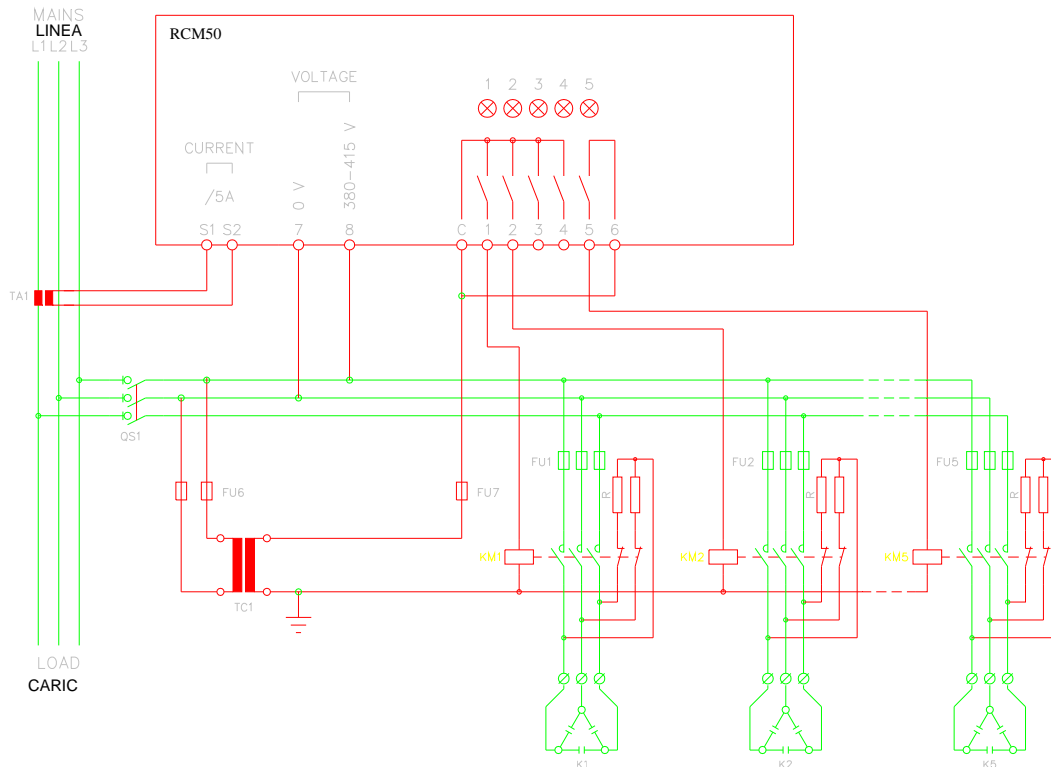 MAINS
LINEA
L1 L2 L3
RCM50
VOLTAGE
1 2 3 4 5
CURRENT
/5A
0 V
380-415 V
S1 S2 7 8 C 1 2 3 4 5 6
TA1
QS1
FU1 FU2 FU5
FU6 FU7
R R R
KM1 KM2 KM5
TC1
LOAD
CARIC
K1 K2 K5